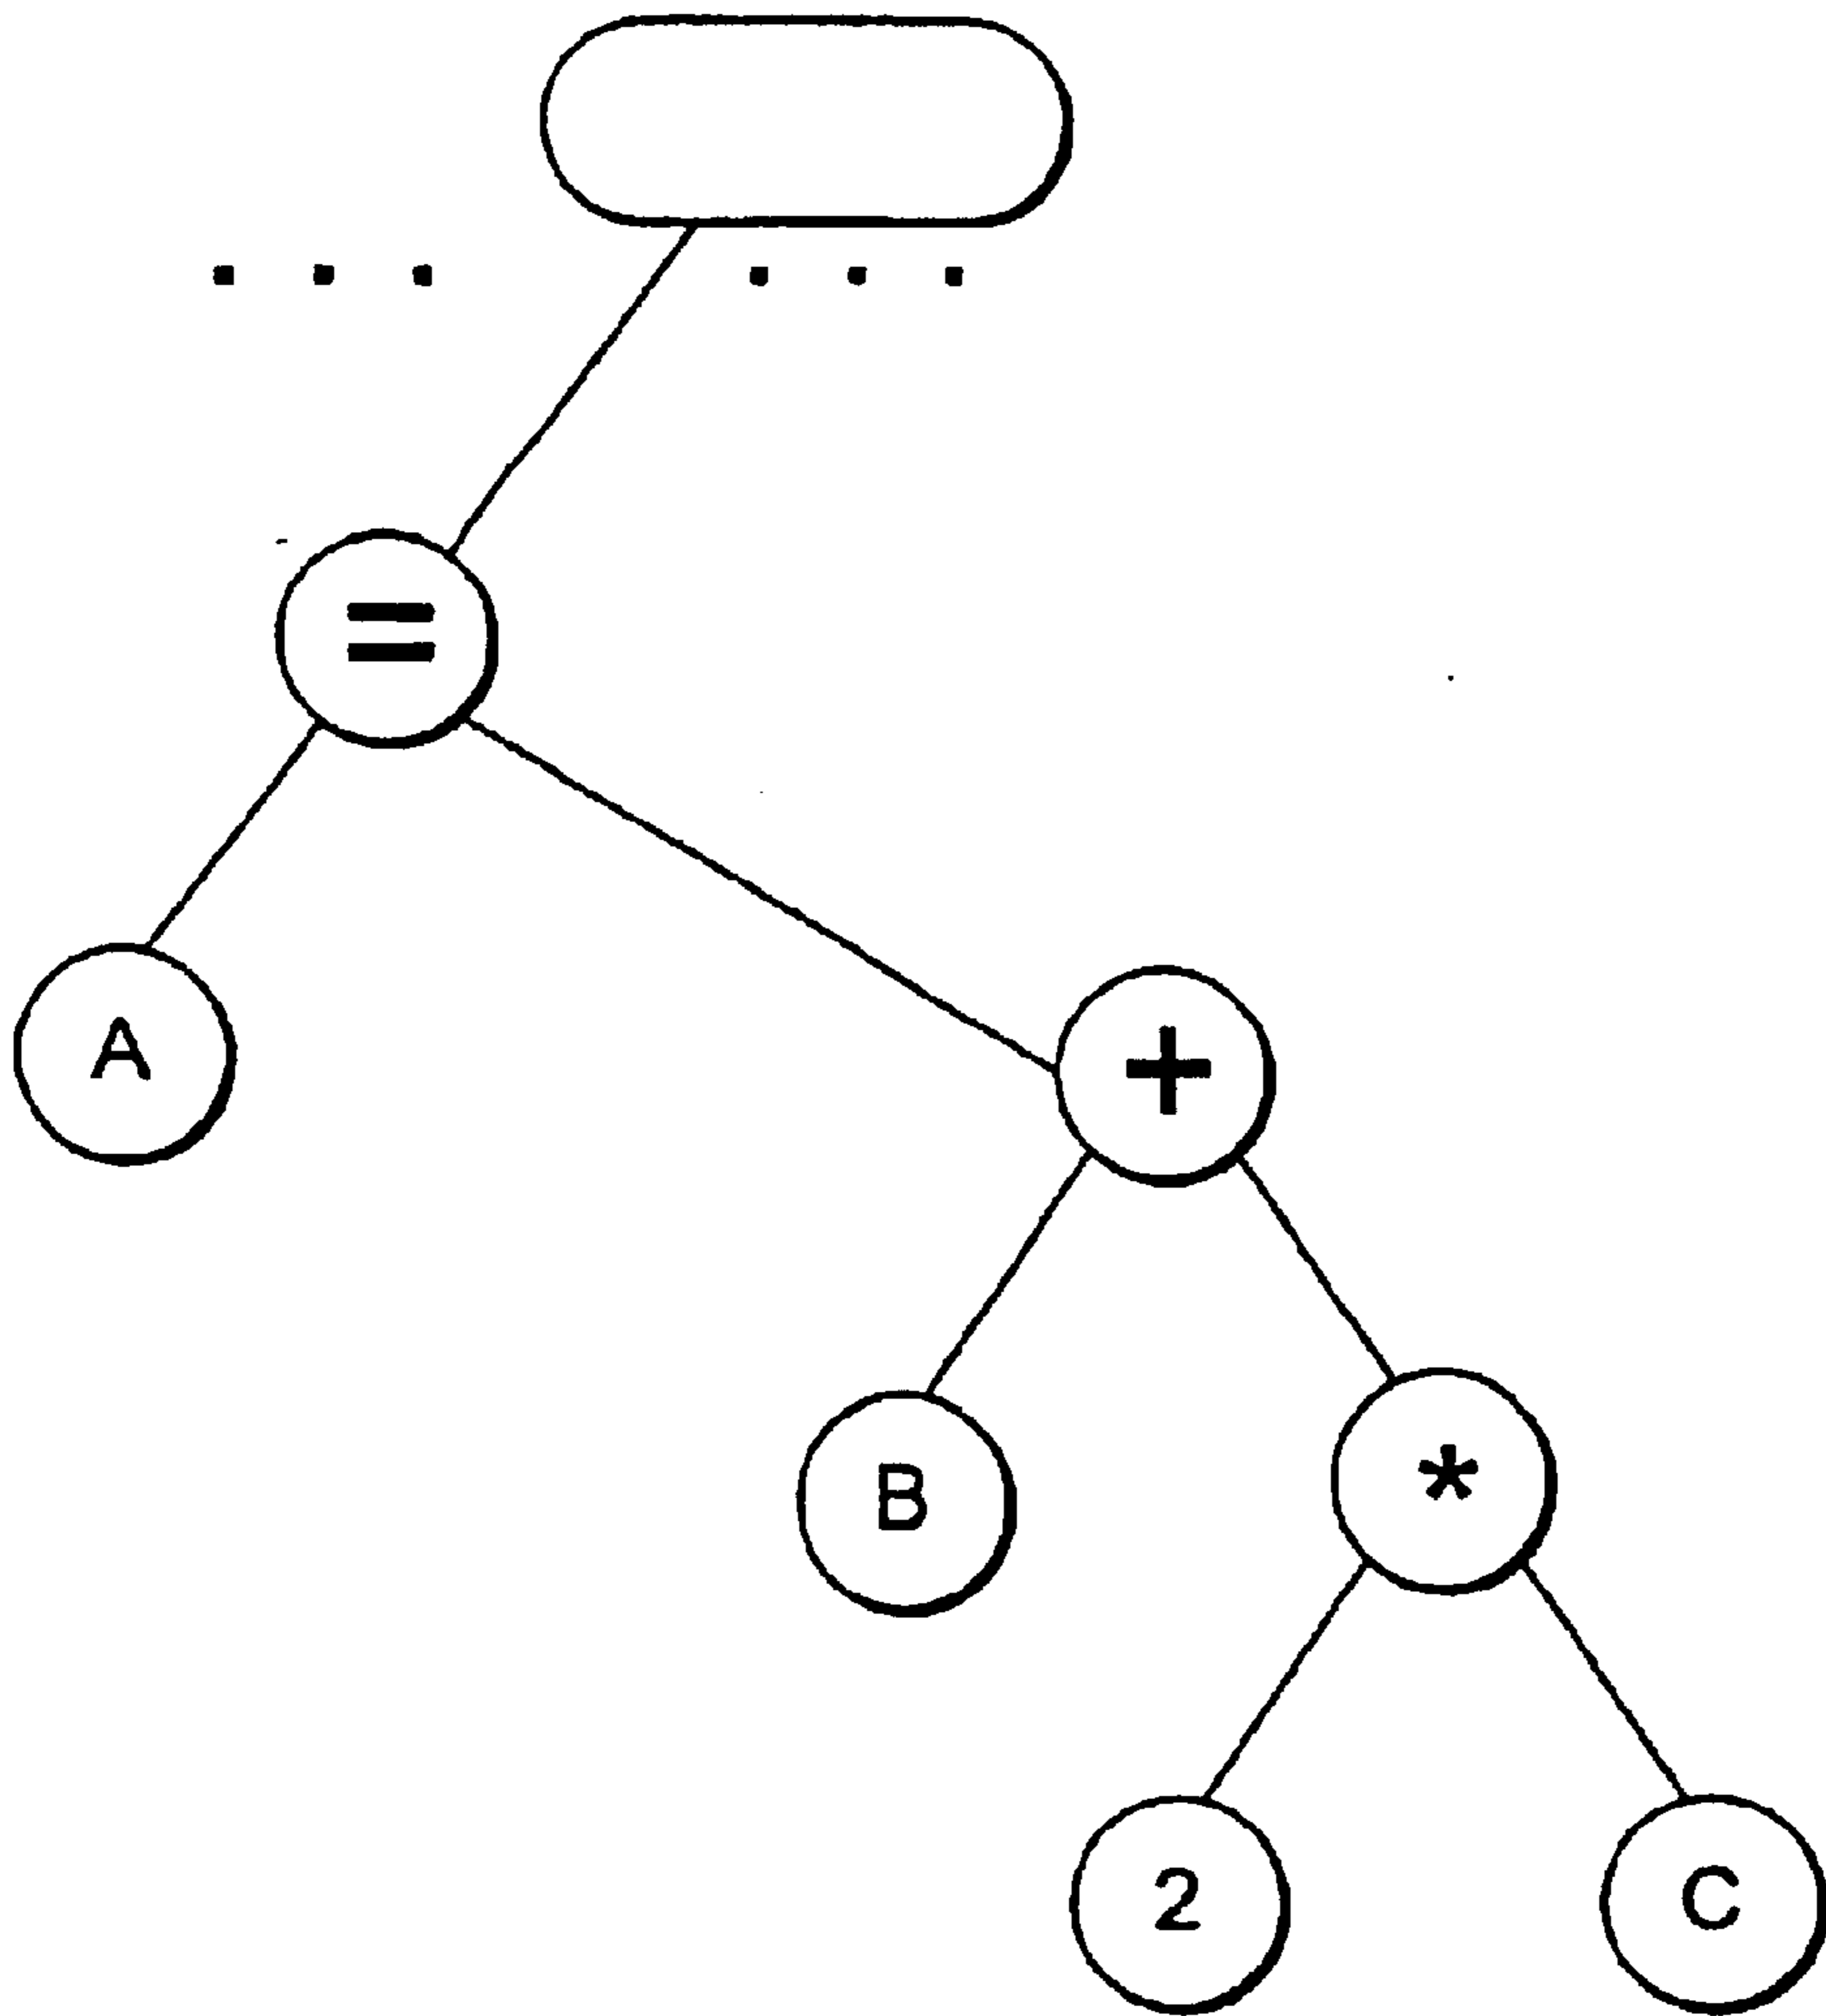 . . . . . .
=
A
+
B *
2 C